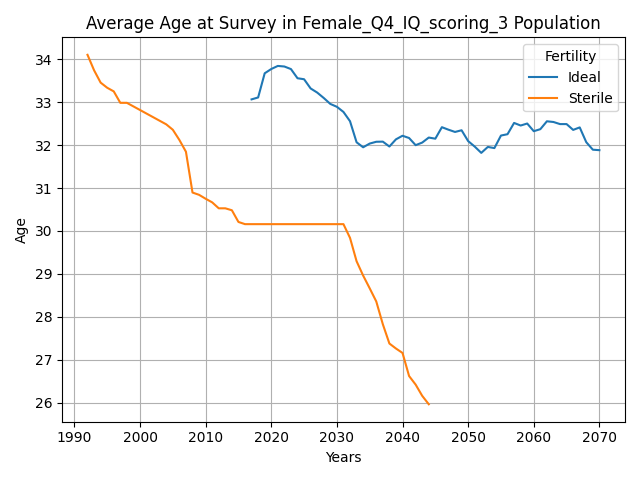 Average Age at Survey in Female_Q4_IQ_scoring_3 Population
Fertility
Ideal
Sterile
Age
34
33
32
31
30
29
28
27
26
1990 2000 2010 2020 2030 2040 2050 2060 2070
Years